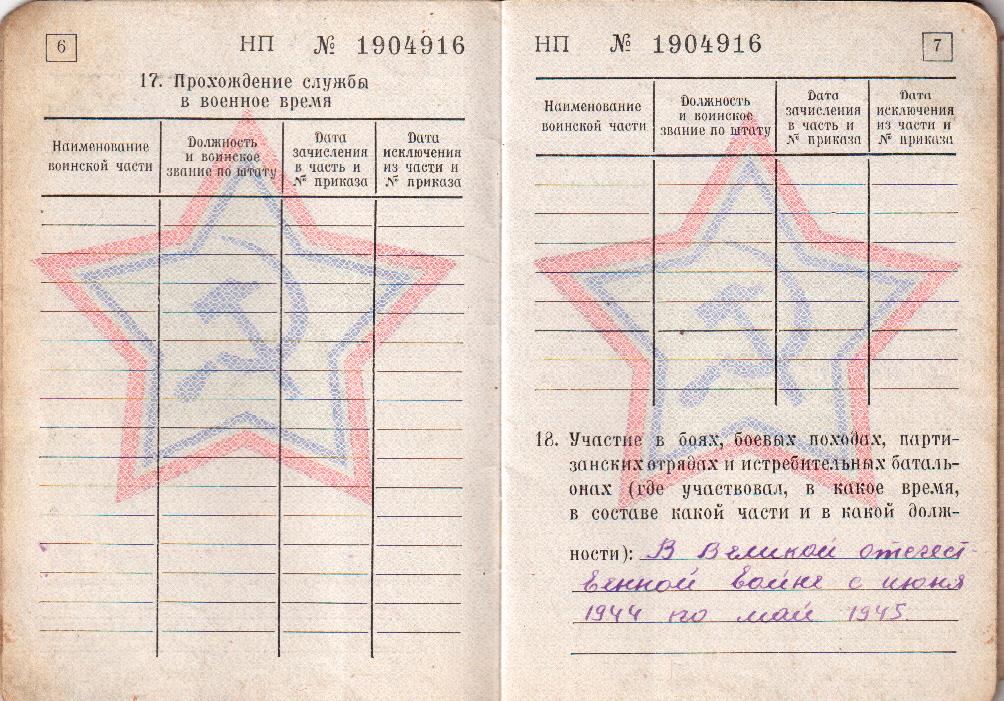 6
НП № 1904916
17. Прохождение службы
в военное время
Наименование
воинской части
Должность
и воинское
звание по штату
Дата
зачисления
в часть и
№ приказа
Дата
исключения
из части и
№ приказа
НП № 1904916
7
Наименование
воинской части
Должность
и воинское
звание по штату
Дата
зачисления
в часть и
№ приказа
Дата
исключения
из части и
№ приказа
18. Участие в боях, боевых походах, парти-
занских отрядах и истребительных баталь-
онах (где участвовал, в какое время,
в составе какой части и в какой долж-
ности): В Великой отечест-
венной войне с июня
1944 по май 1945